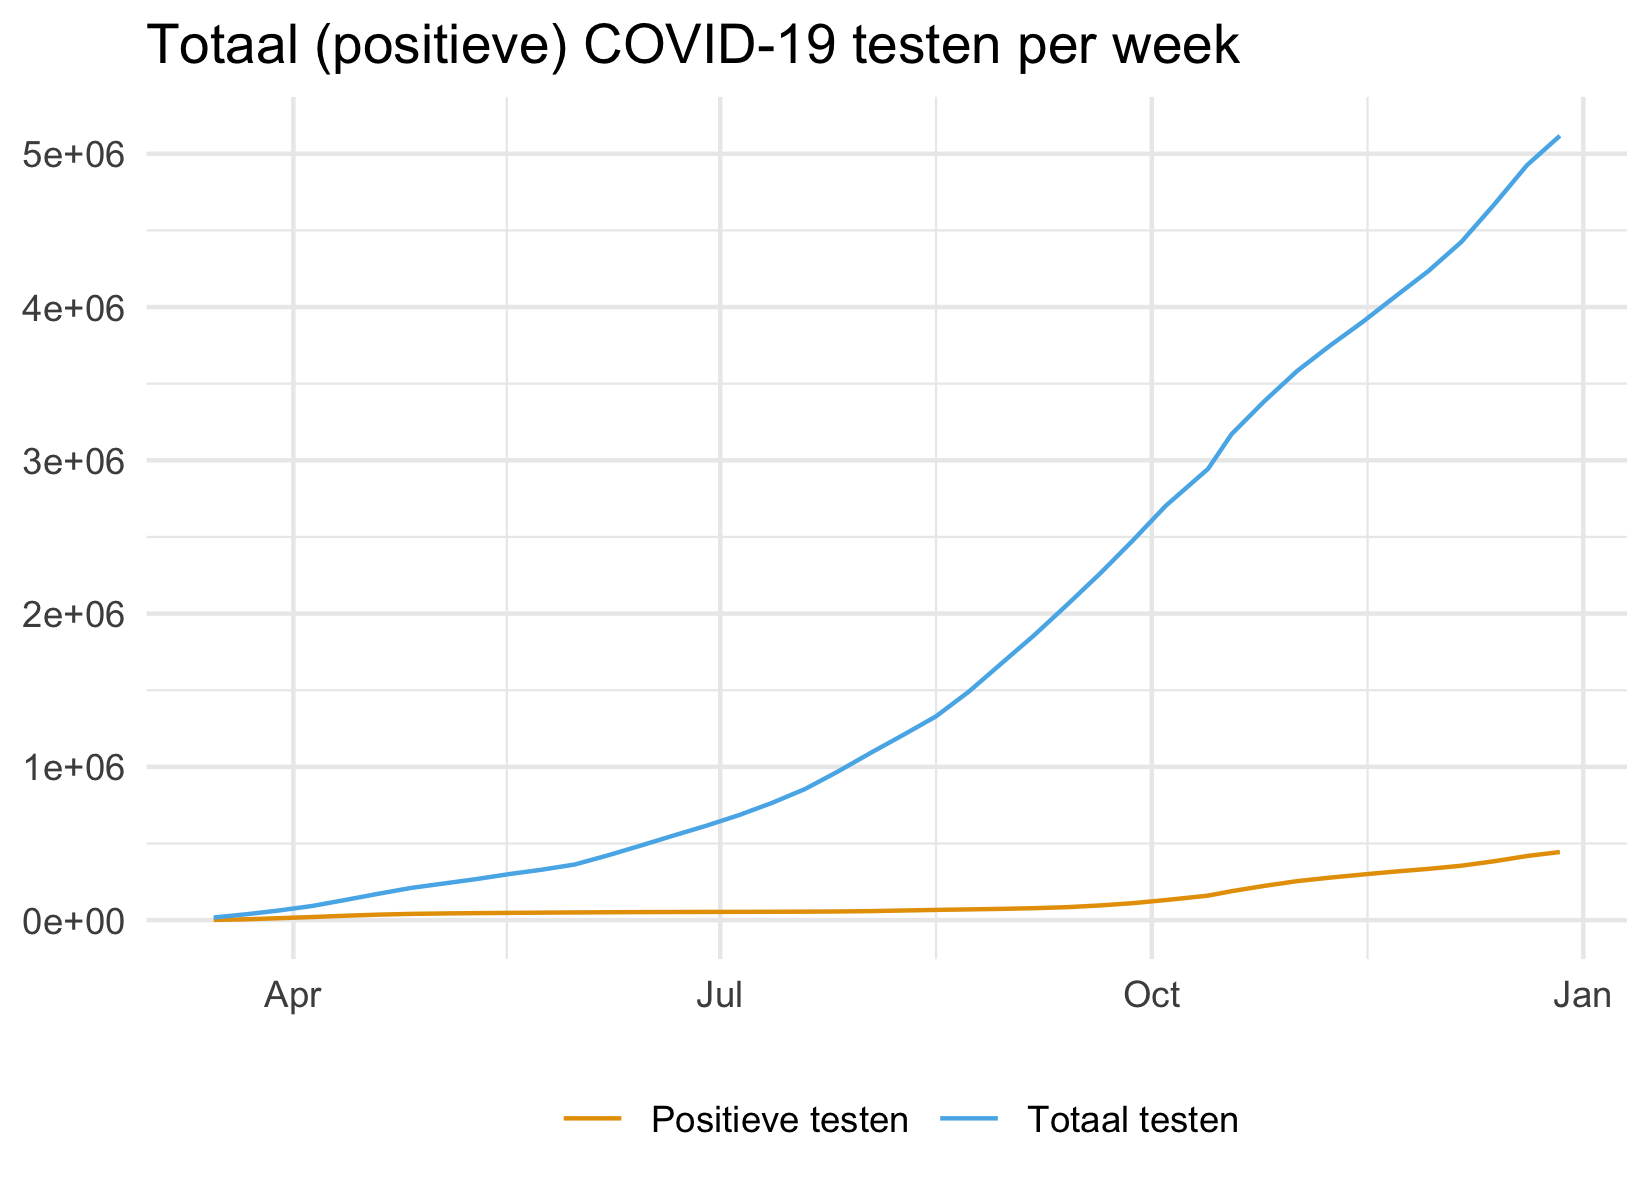 Totaal (positieve) COVID-19 testen per week
5e+06
4e+06
3e+06
2e+06
1e+06
0e+00
Apr Jul Oct Jan
Positieve testen Totaal testen